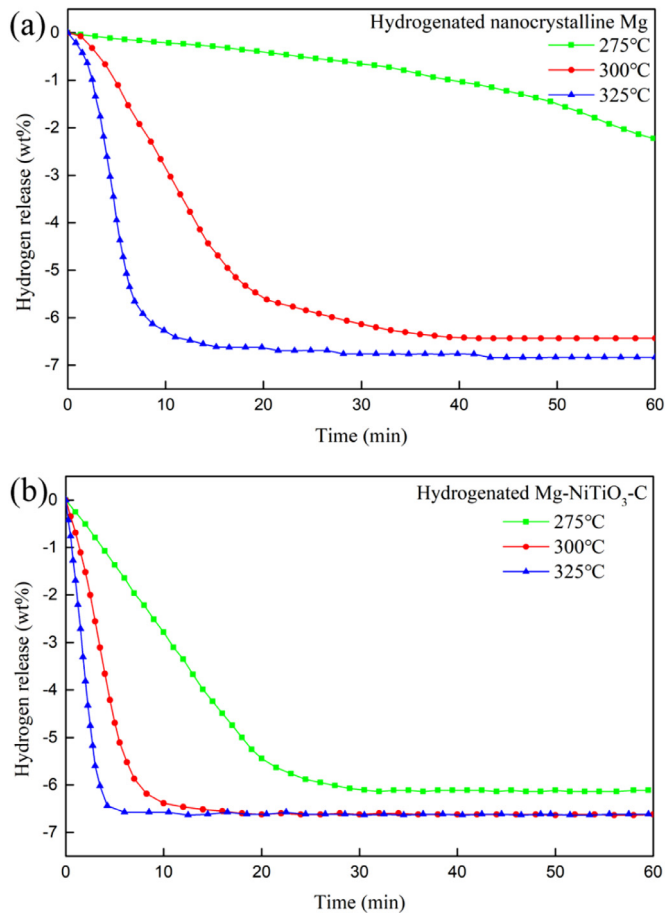 (a)
Hydrogenated nanocrystalline Mg
275℃
300℃
325℃
0
-1
-2
-3
-4
-5
-6
-7
Hydrogen release (wt%)
0 10 20 30 40 50 60
Time (min)
(b)
Hydrogenated Mg-NiTiO₃-C
275℃
300℃
325℃
0
-1
-2
-3
-4
-5
-6
-7
Hydrogen release (wt%)
0 10 20 30 40 50 60
Time (min)